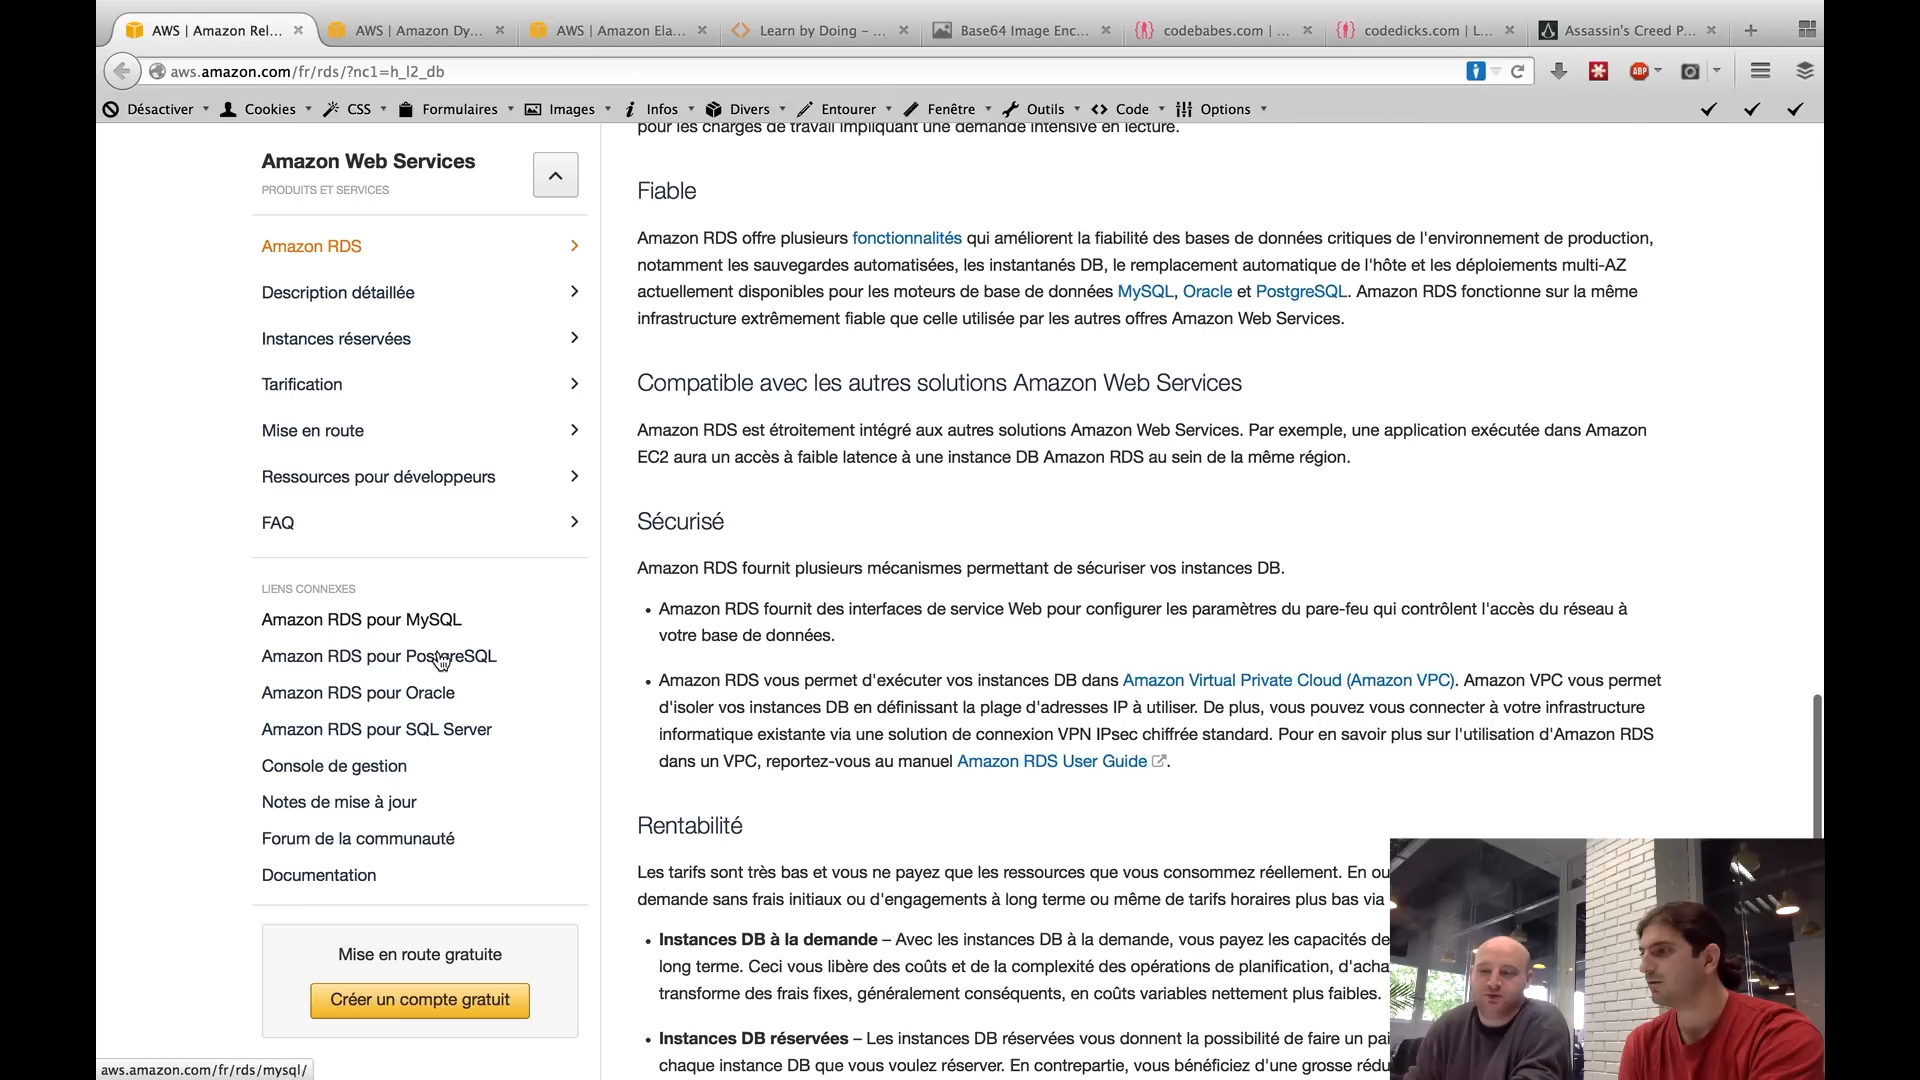 AWS | Amazon Rel...
AWS | Amazon Dy...
AWS | Amazon Ela...
Learn by Doing – ...
Base64 Image Enc...
codebabes.com | ...
codedicks.com | L...
Assassin's Creed P...
aws.amazon.com/fr/rds/?nc1=h_l2_db
ABP
Désactiver
Cookies
CSS
Formulaires
Images
Infos
Divers
Entourer
Fenêtre
Outils
Code
Options
Amazon Web Services
PRODUITS ET SERVICES
Amazon RDS
Description détaillée
Instances réservées
Tarification
Mise en route
Ressources pour développeurs
FAQ
LIENS CONNEXES
Amazon RDS pour MySQL
Amazon RDS pour PostgreSQL
Amazon RDS pour Oracle
Amazon RDS pour SQL Server
Console de gestion
Notes de mise à jour
Forum de la communauté
Documentation
Mise en route gratuite
Créer un compte gratuit
aws.amazon.com/fr/rds/mysql/
pour les charges de travail impliquant une demande intensive en lecture.
Fiable
Amazon RDS offre plusieurs fonctionnalités qui améliorent la fiabilité des bases de données critiques de l'environnement de production,
notamment les sauvegardes automatisées, les instantanés DB, le remplacement automatique de l'hôte et les déploiements multi-AZ
actuellement disponibles pour les moteurs de base de données MySQL, Oracle et PostgreSQL. Amazon RDS fonctionne sur la même
infrastructure extrêmement fiable que celle utilisée par les autres offres Amazon Web Services.
Compatible avec les autres solutions Amazon Web Services
Amazon RDS est étroitement intégré aux autres solutions Amazon Web Services. Par exemple, une application exécutée dans Amazon
EC2 aura un accès à faible latence à une instance DB Amazon RDS au sein de la même région.
Sécurisé
Amazon RDS fournit plusieurs mécanismes permettant de sécuriser vos instances DB.
• Amazon RDS fournit des interfaces de service Web pour configurer les paramètres du pare-feu qui contrôlent l'accès du réseau à
votre base de données.
• Amazon RDS vous permet d'exécuter vos instances DB dans Amazon Virtual Private Cloud (Amazon VPC). Amazon VPC vous permet
d'isoler vos instances DB en définissant la plage d'adresses IP à utiliser. De plus, vous pouvez vous connecter à votre infrastructure
informatique existante via une solution de connexion VPN IPsec chiffrée standard. Pour en savoir plus sur l'utilisation d'Amazon RDS
dans un VPC, reportez-vous au manuel Amazon RDS User Guide.
Rentabilité
Les tarifs sont très bas et vous ne payez que les ressources que vous consommez réellement. En ou
demande sans frais initiaux ou d'engagements à long terme ou même de tarifs horaires plus bas via
• Instances DB à la demande – Avec les instances DB à la demande, vous payez les capacités de
long terme. Ceci vous libère des coûts et de la complexité des opérations de planification, d'acha
transforme des frais fixes, généralement conséquents, en coûts variables nettement plus faibles.
• Instances DB réservées – Les instances DB réservées vous donnent la possibilité de faire un pai
chaque instance DB que vous voulez réserver. En contrepartie, vous bénéficiez d'une grosse rédu